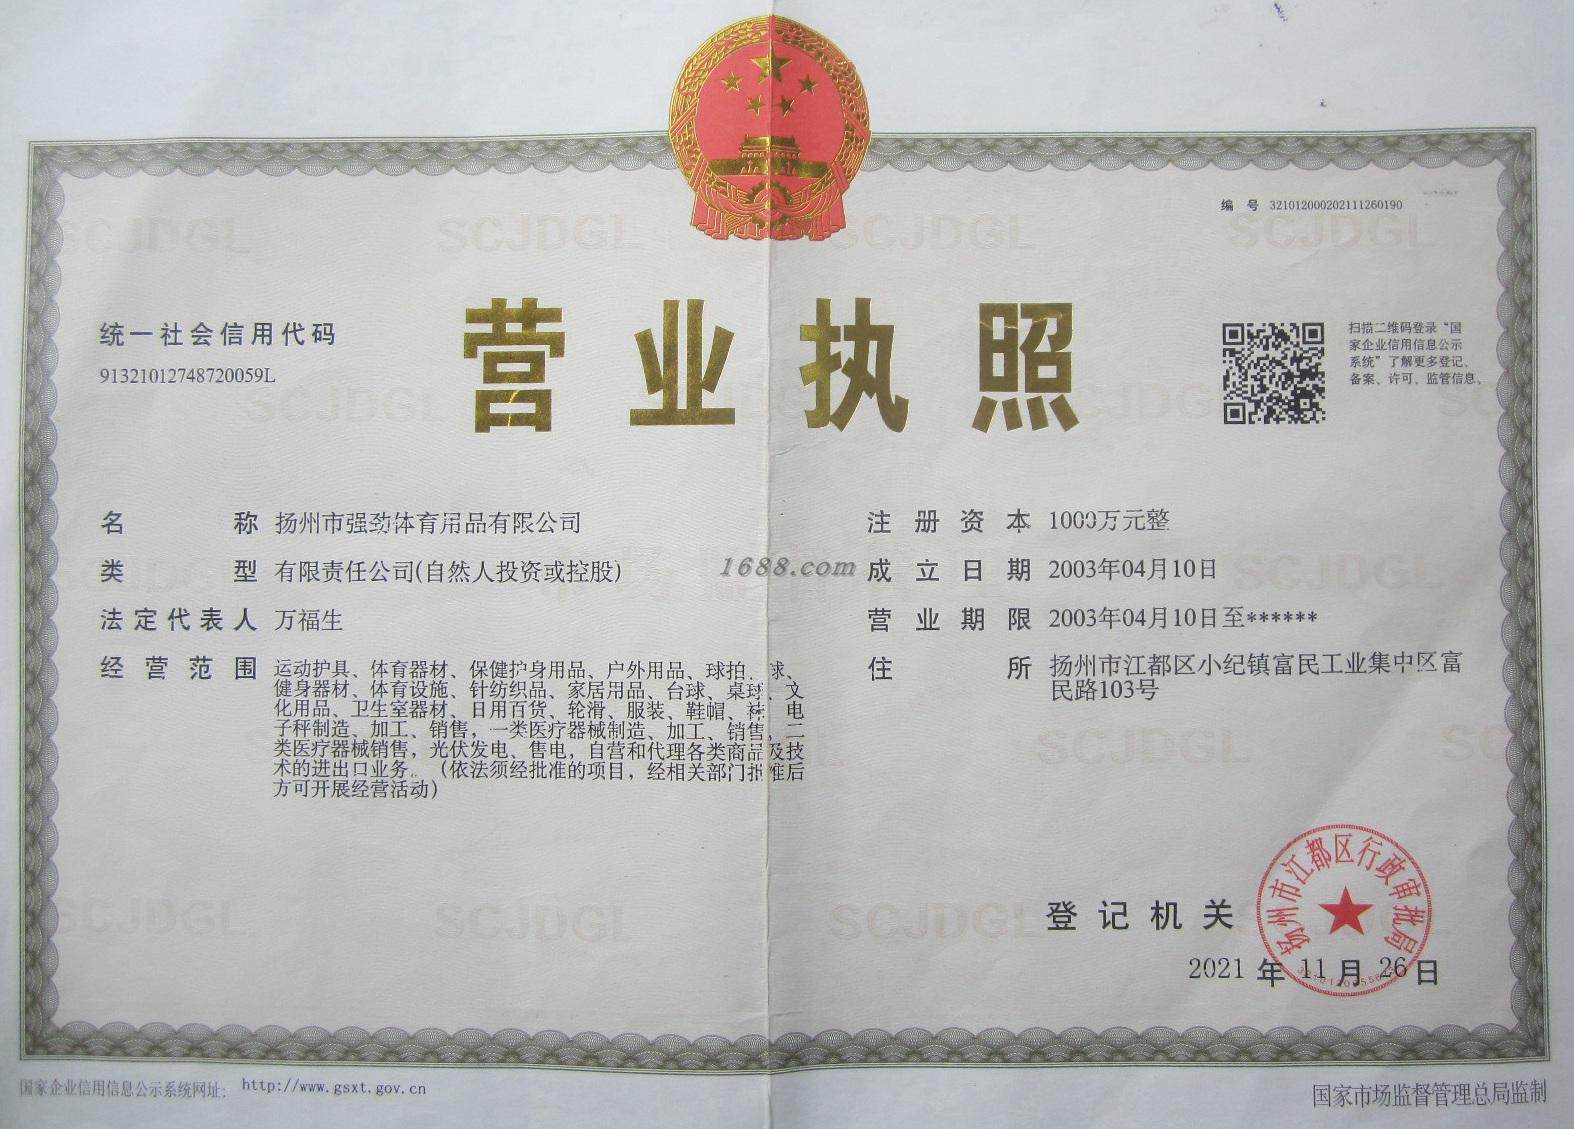 编 号 321012000202111260190
营业执照
统一社会信用代码
91321012748720059L
扫描二维码登录“国
家企业信用信息公示
系统”了解更多登记、
备案、许可、监管信息。
名 称 扬州市强劲体育用品有限公司
类 型 有限责任公司(自然人投资或控股)
法定代表人 万福生
经营范围 运动护具、体育器材、保健护身用品、户外用品、球拍、球、
健身器材、体育设施、针纺织品、家居用品、台球、桌球、文
化用品、卫生室器材、日用百货、轮滑、服装、鞋帽、袜、电
子秤制造、加工、销售，一类医疗器械制造、加工、销售，二
类医疗器械销售，光伏发电、售电，自营和代理各类商品及技
术的进出口业务。（依法须经批准的项目，经相关部门批准后
方可开展经营活动）
注册资本 1000万元整
成立日期 2003年04月10日
营业期限 2003年04月10日至******
住 所 扬州市江都区小纪镇富民工业集中区富
民路103号
1688.com
登记机关
扬州市江都区行政审批局
2021 年 11 月 26 日
国家企业信用信息公示系统网址： http://www.gsxt.gov.cn
国家市场监督管理总局监制
SCJDGL